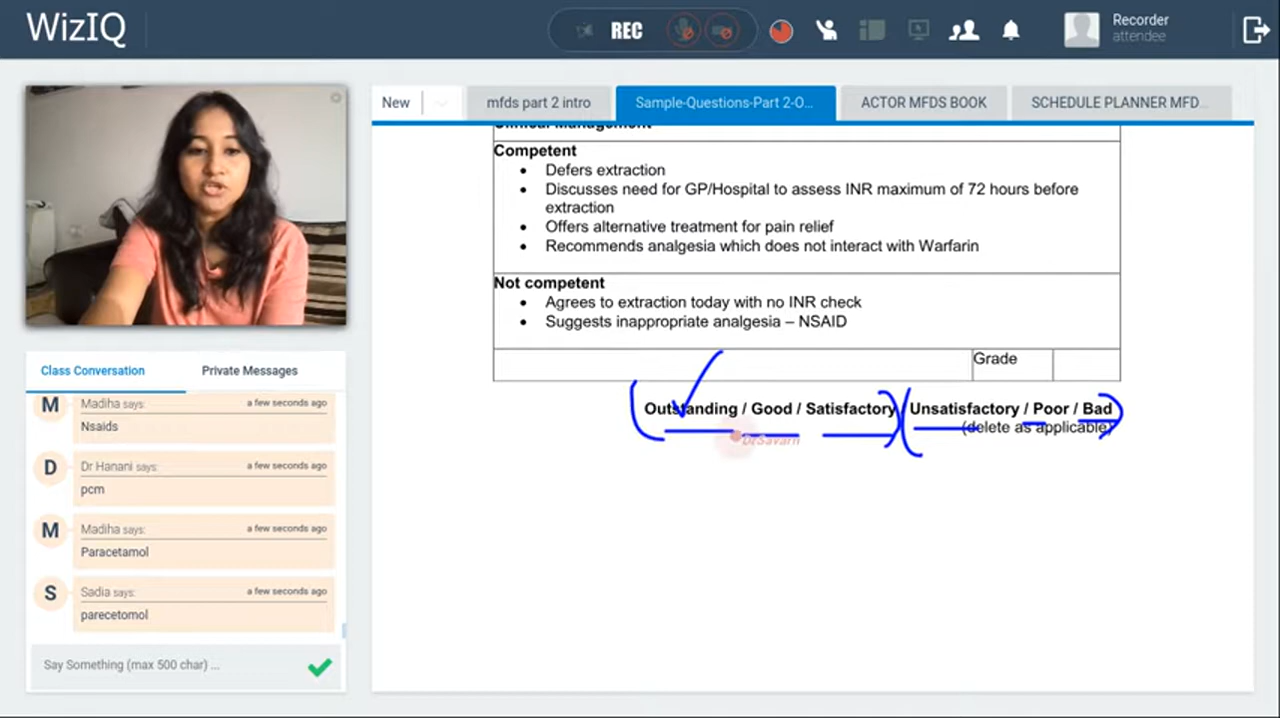 WizIQ
REC
Recorder
attendee
New
mfds part 2 intro
Sample-Questions-Part 2-O...
ACTOR MFDS BOOK
SCHEDULE PLANNER MFD...
Clinical Management
Competent
• Defers extraction
• Discusses need for GP/Hospital to assess INR maximum of 72 hours before
extraction
• Offers alternative treatment for pain relief
• Recommends analgesia which does not interact with Warfarin
Not competent
• Agrees to extraction today with no INR check
• Suggests inappropriate analgesia – NSAID
Grade
Outstanding / Good / Satisfactory / Unsatisfactory / Poor / Bad
(delete as applicable)
DrSavarn
Class Conversation
Private Messages
M
Madiha says:
a few seconds ago
Nsaids
D
Dr Hanani says:
a few seconds ago
pcm
M
Madiha says:
a few seconds ago
Paracetamol
S
Sadia says:
a few seconds ago
parecetomol
Say Something (max 500 char) ...